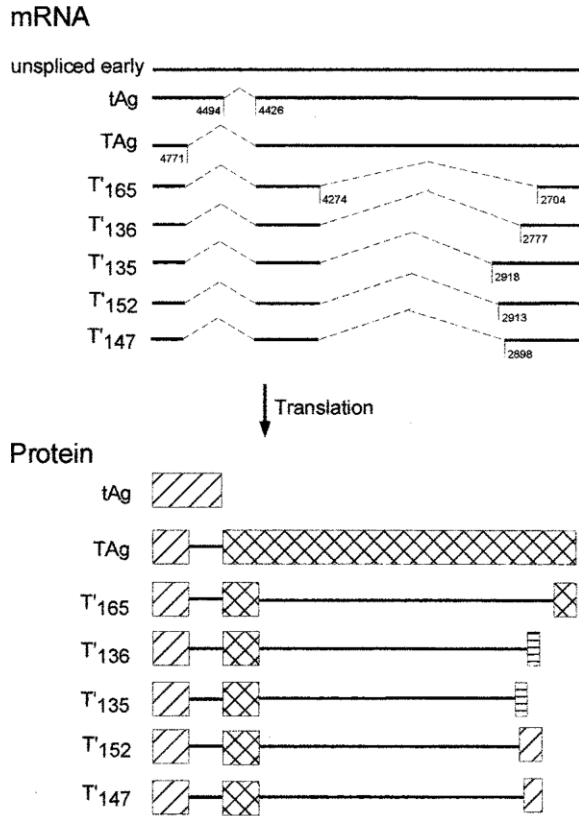 mRNA
unspliced early
tAg
4494 4426
TAg
4771
T'165
4274 2704
T'136
2777
T'135
2918
T'152
2913
T'147
2898
Translation
Protein
tAg
TAg
T'165
T'136
T'135
T'152
T'147